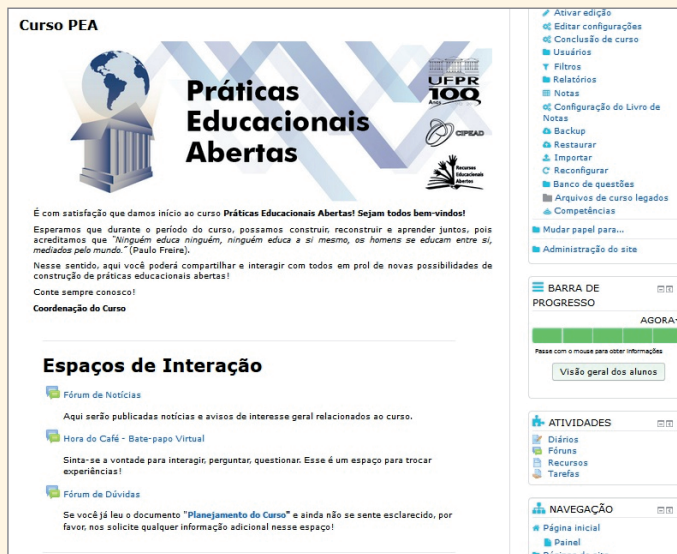 Curso PEA
Práticas
Educacionais
Abertas
UFPR
100
Anos
CIPEAD
Recursos
Educacionais
Abertos
É com satisfação que damos início ao curso Práticas Educacionais Abertas! Sejam todos bem-vindos!
Esperamos que durante o período do curso, possamos construir, reconstruir e aprender juntos, pois
acreditamos que "Ninguém educa ninguém, ninguém educa a si mesmo, os homens se educam entre si,
mediados pelo mundo." (Paulo Freire).
Nesse sentido, aqui você poderá compartilhar e interagir com todos em prol de novas possibilidades de
construção de práticas educacionais abertas!
Conte sempre conosco!
Coordenação do Curso
Espaços de Interação
Fórum de Notícias
Aqui serão publicadas notícias e avisos de interesse geral relacionados ao curso.
Hora do Café - Bate-papo Virtual
Sinta-se a vontade para interagir, perguntar, questionar. Esse é um espaço para trocar
experiências!
Fórum de Dúvidas
Se você já leu o documento "Planejamento do Curso" e ainda não se sente esclarecido, por
favor, nos solicite qualquer informação adicional nesse espaço!
Ativar edição
Editar configurações
Conclusão de curso
Usuários
Filtros
Relatórios
Notas
Configuração do Livro de
Notas
Backup
Restaurar
Importar
Reconfigurar
Banco de questões
Arquivos de curso legados
Competências
Mudar papel para...
Administração do site
BARRA DE
PROGRESSO
AGORA
Passe com o mouse para obter informações
Visão geral dos alunos
ATIVIDADES
Diários
Fóruns
Recursos
Tarefas
NAVEGAÇÃO
Página inicial
Painel